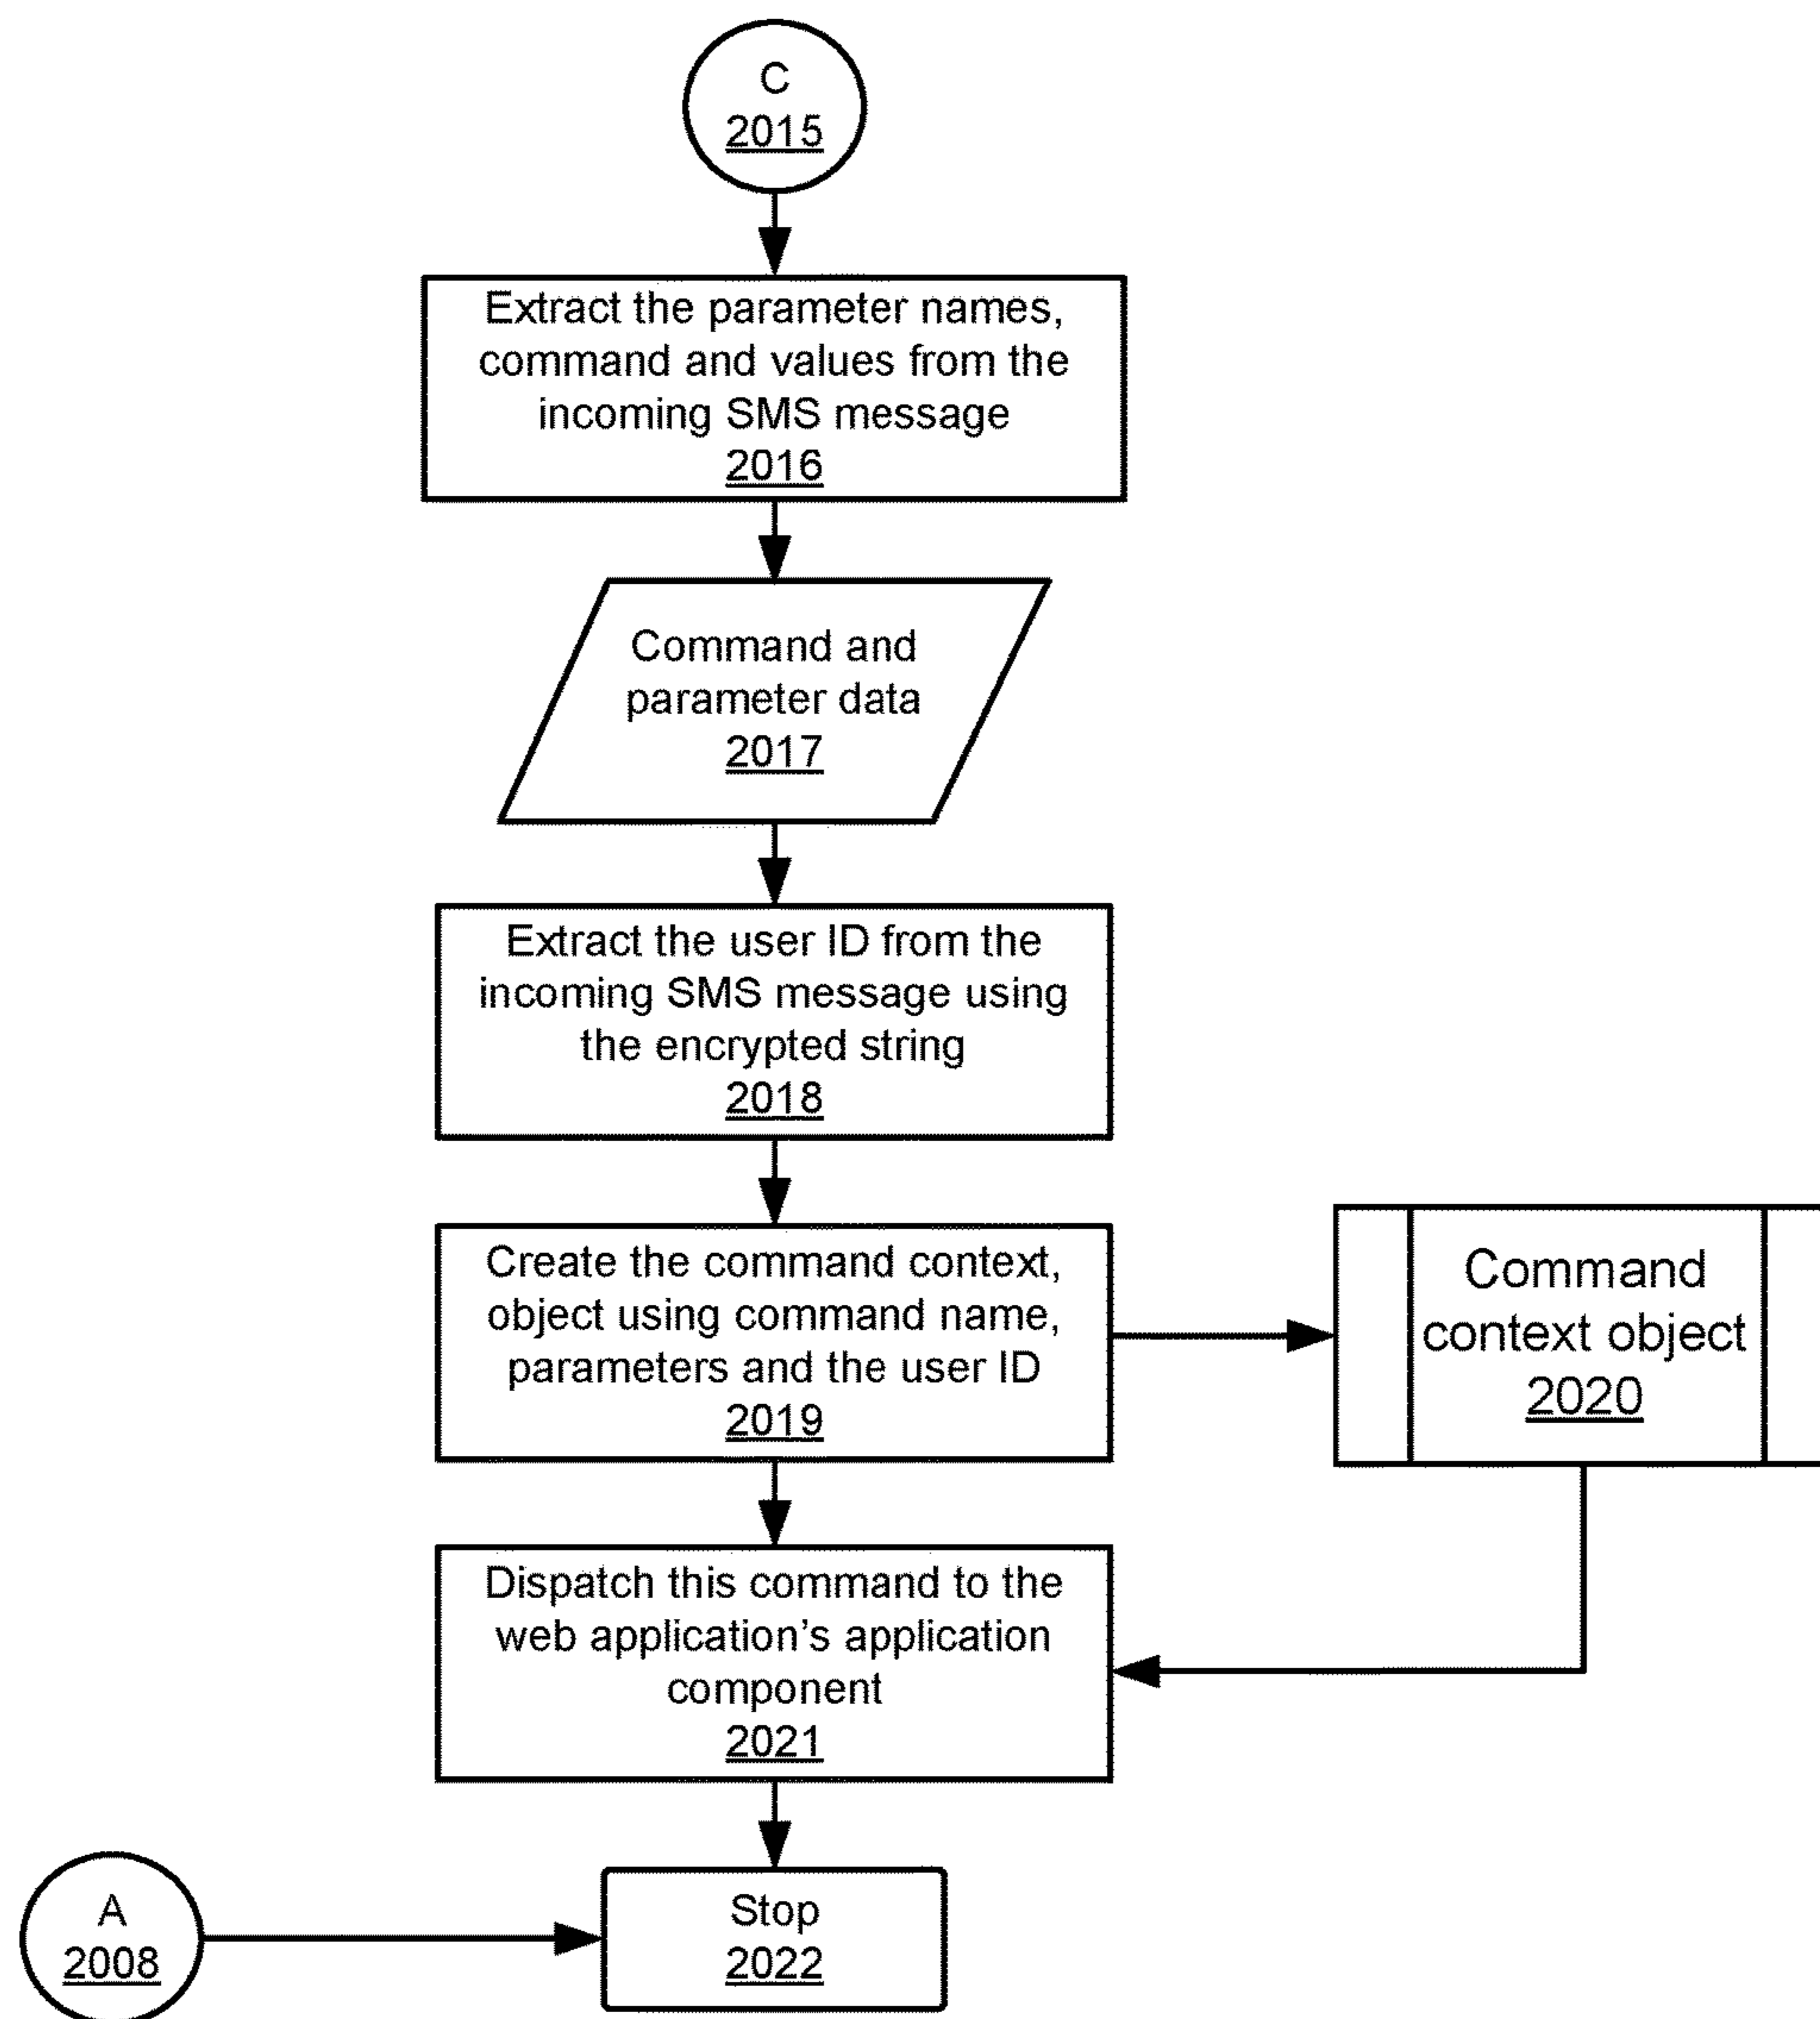 C
2015
Extract the parameter names,
command and values from the
incoming SMS message
2016
Command and
parameter data
2017
Extract the user ID from the
incoming SMS message using
the encrypted string
2018
Create the command context,
object using command name,
parameters and the user ID
2019
Command
context object
2020
Dispatch this command to the
web application’s application
component
2021
A
2008
Stop
2022